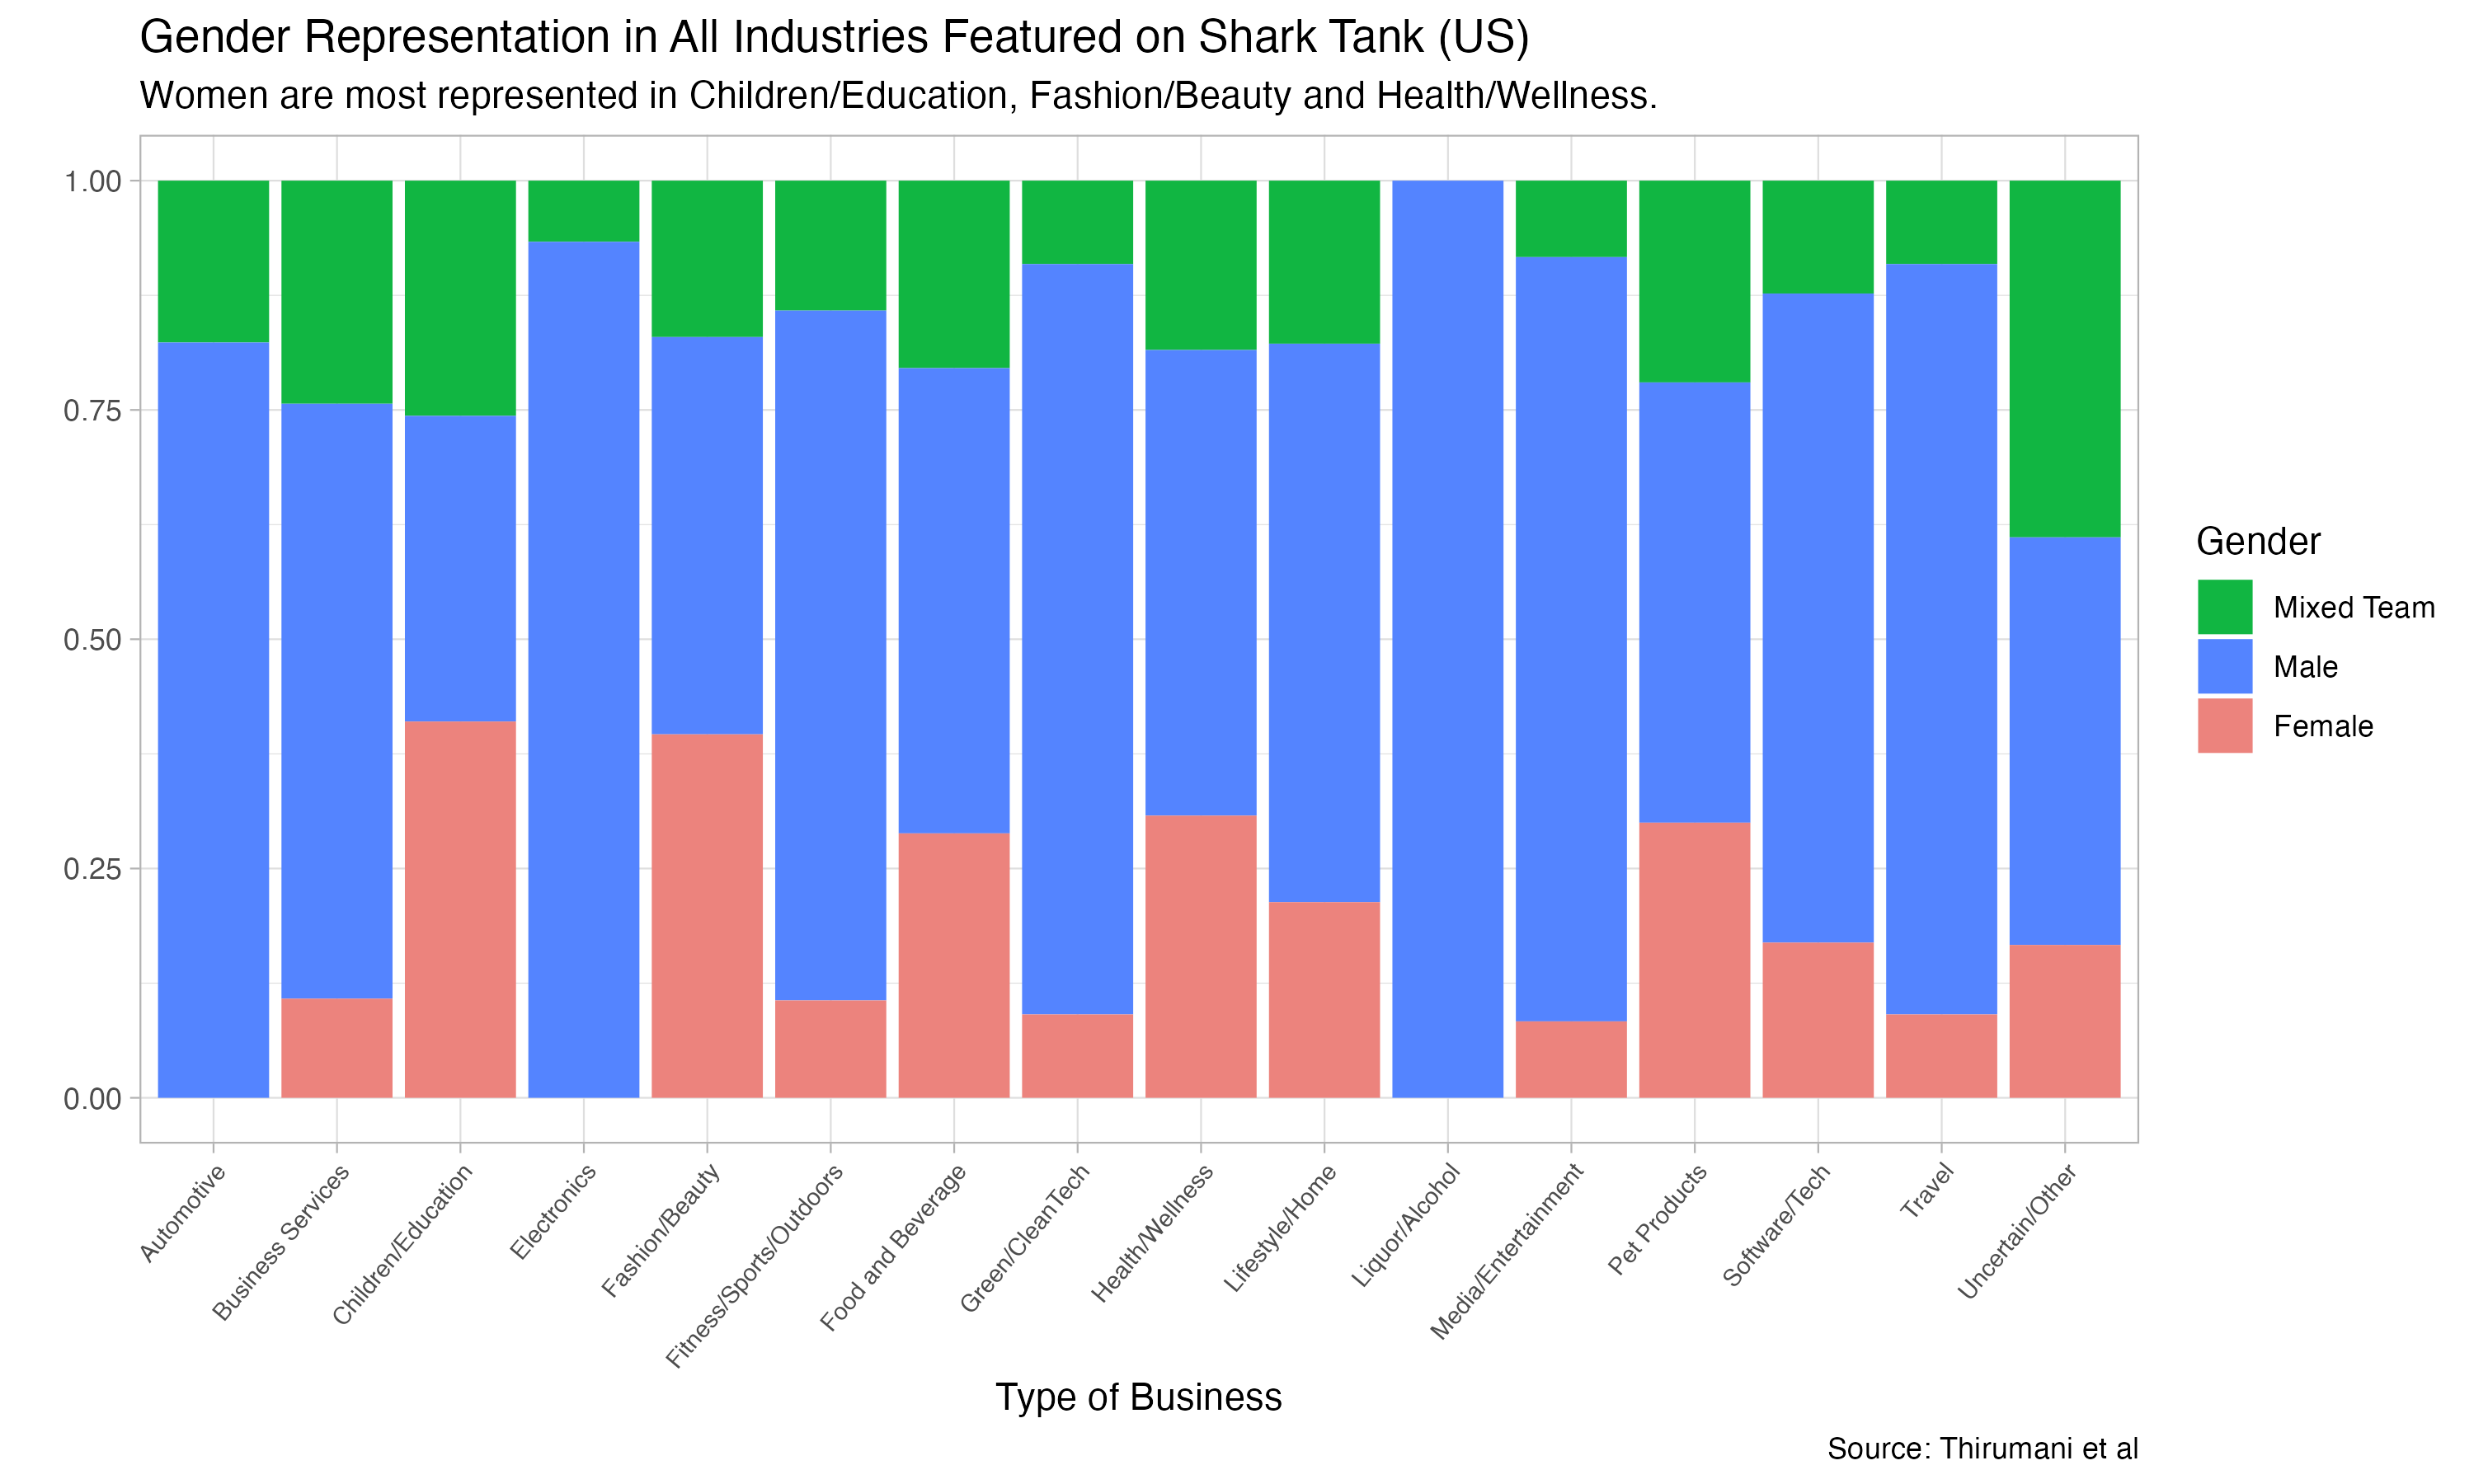 Gender Representation in All Industries Featured on Shark Tank (US)
Women are most represented in Children/Education, Fashion/Beauty and Health/Wellness.
1.00
0.75
0.50
0.25
0.00
Gender
Mixed Team
Male
Female
Automotive
Business Services
Children/Education
Electronics
Fashion/Beauty
Fitness/Sports/Outdoors
Food and Beverage
Green/CleanTech
Health/Wellness
Lifestyle/Home
Liquor/Alcohol
Media/Entertainment
Pet Products
Software/Tech
Travel
Uncertain/Other
Type of Business
Source: Thirumani et al